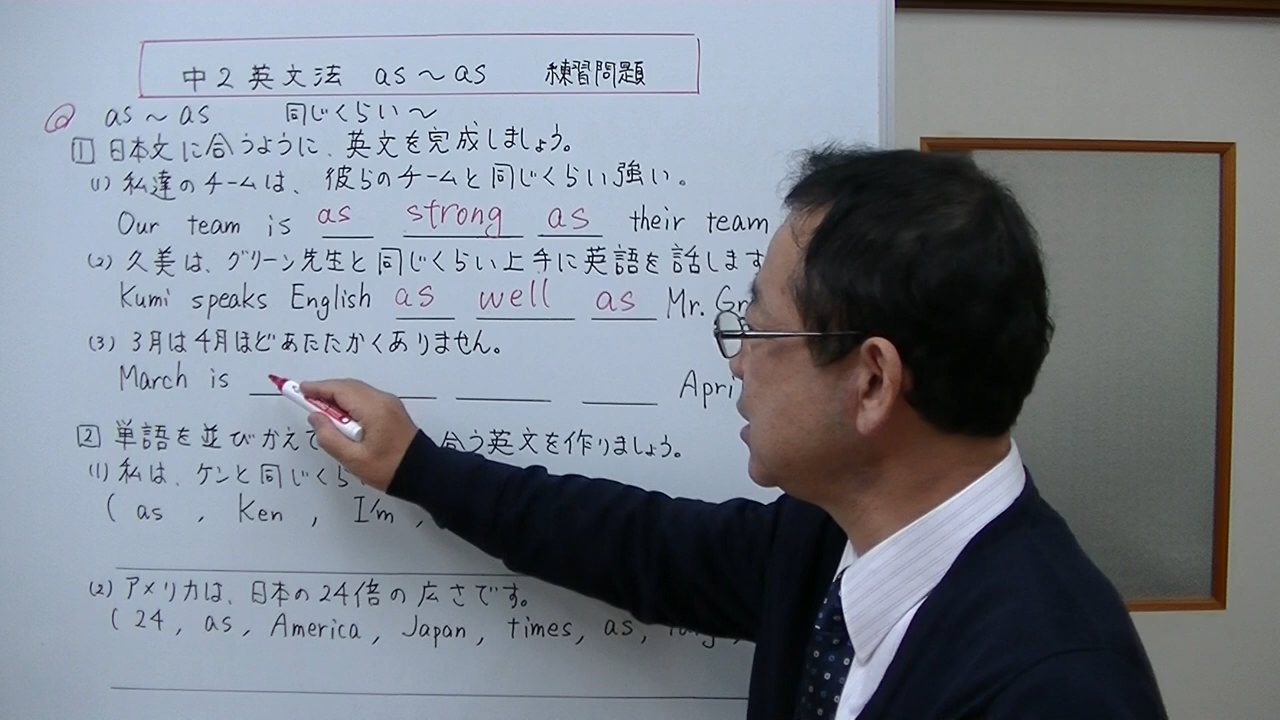 中2英文法 as～as 練習問題
◎ as～as 同じくらい～
1 日本文に合うように、英文を完成しましょう。
(1) 私達のチームは、彼らのチームと同じくらい強い。
Our team is as strong as their team
(2) 久美は、グリーン先生と同じくらい上手に英語を話します
Kumi speaks English as well as Mr.
(3) 3月は4月ほどあたたかくありません。
March is
2 単語を並びかえて 合う英文を作りましょう。
(1) 私は、ケンと同じくら
( as , Ken , I'm ,
(2) アメリカは、日本の24倍の広さです。
( 24 , as , America , Japan , times , as ,